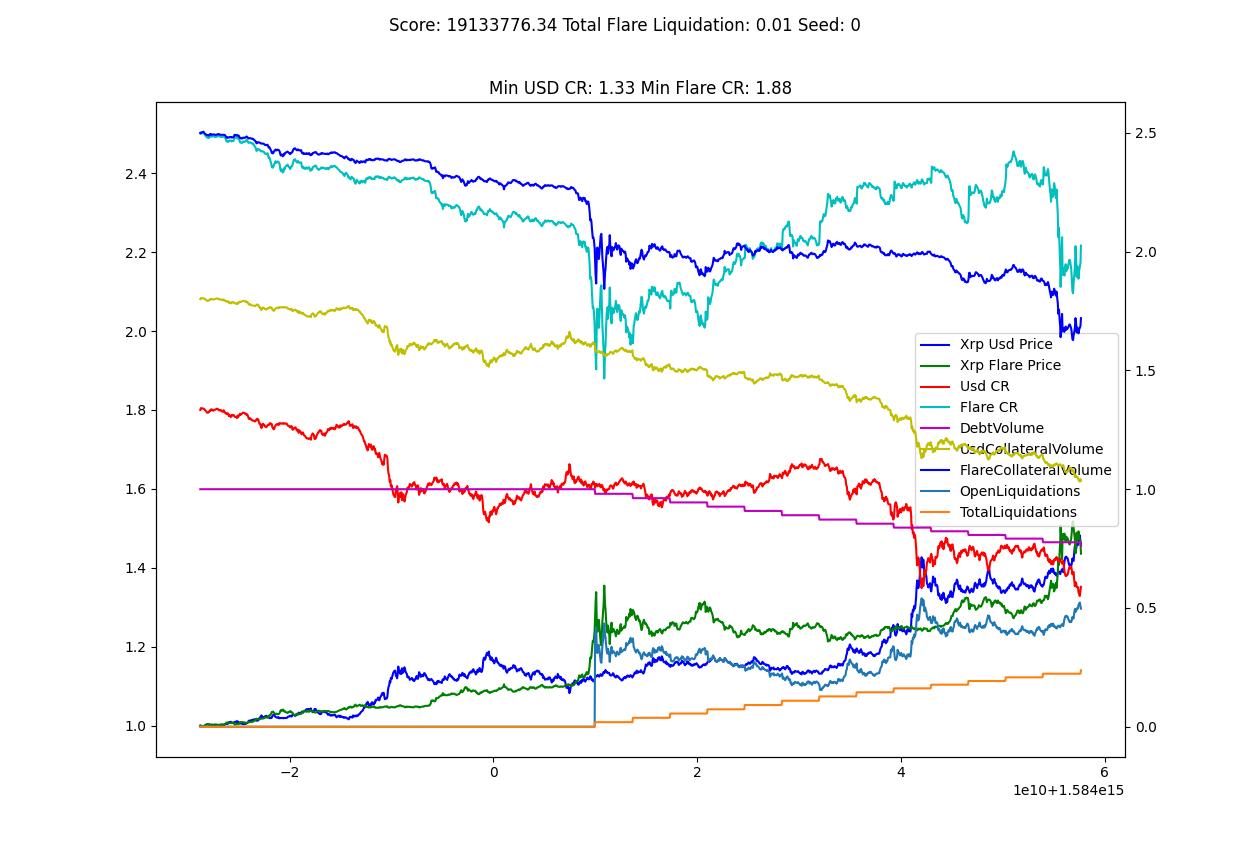 Score: 19133776.34 Total Flare Liquidation: 0.01 Seed: 0
Min USD CR: 1.33 Min Flare CR: 1.88
2.4
2.2
2.0
1.8
1.6
1.4
1.2
1.0
2.5
2.0
1.5
1.0
0.5
0.0
Xrp Usd Price
Xrp Flare Price
Usd CR
Flare CR
DebtVolume
UsdCollateralVolume
FlareCollateralVolume
OpenLiquidations
TotalLiquidations
−2
0
2
4
6
1e10+1.584e15